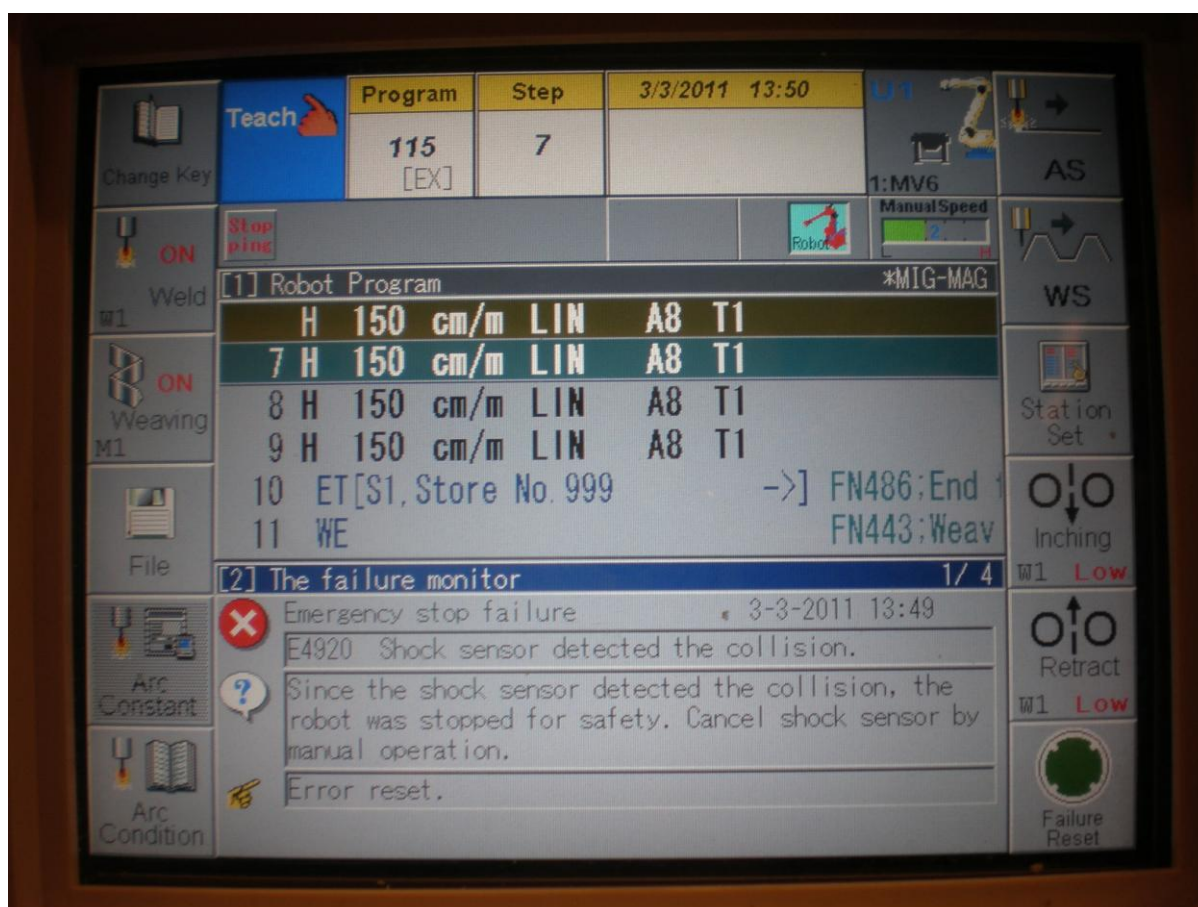 Change Key
Teach
Program
115
[EX]
Step
7
3/3/2011 13:50
U1
1:MV6
AS
ON
Weld
W1
Stop
ping
Robot
Manual Speed
2
L H
WS
[1] Robot Program *MIG-MAG
H 150 cm/m LIN A8 T1
7 H 150 cm/m LIN A8 T1
8 H 150 cm/m LIN A8 T1
9 H 150 cm/m LIN A8 T1
10 ET[S1,Store No.999 ->] FN486;End
11 WE FN443;Weav
ON
Weaving
M1
Station
Set
File
Inching
W1 Low
[2] The failure monitor 1/ 4
Emergency stop failure 3-3-2011 13:49
E4920 Shock sensor detected the collision.
Since the shock sensor detected the collision, the
robot was stopped for safety. Cancel shock sensor by
manual operation.
Error reset.
Arc
Constant
Retract
W1 Low
Arc
Condition
Failure
Reset